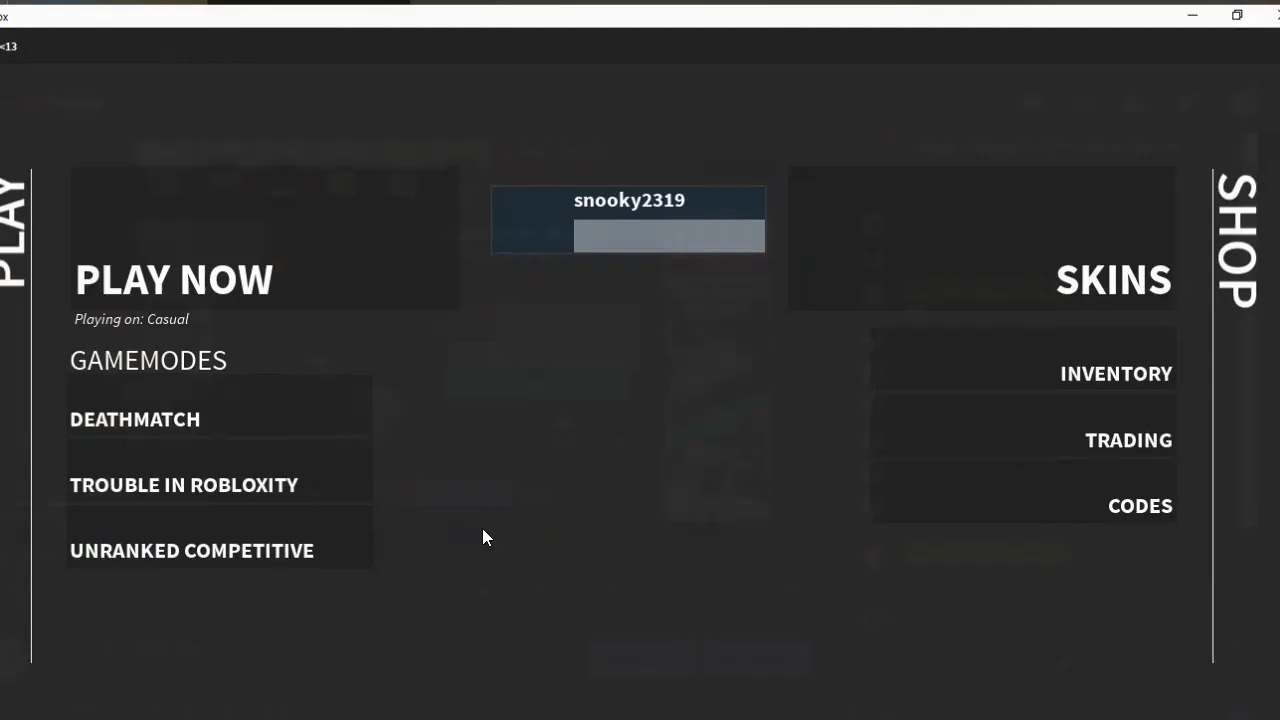 ox
<13
PLAY
PLAY NOW
Playing on: Casual
GAMEMODES
DEATHMATCH
TROUBLE IN ROBLOXITY
UNRANKED COMPETITIVE
snooky2319
SKINS
INVENTORY
TRADING
CODES
SHOP